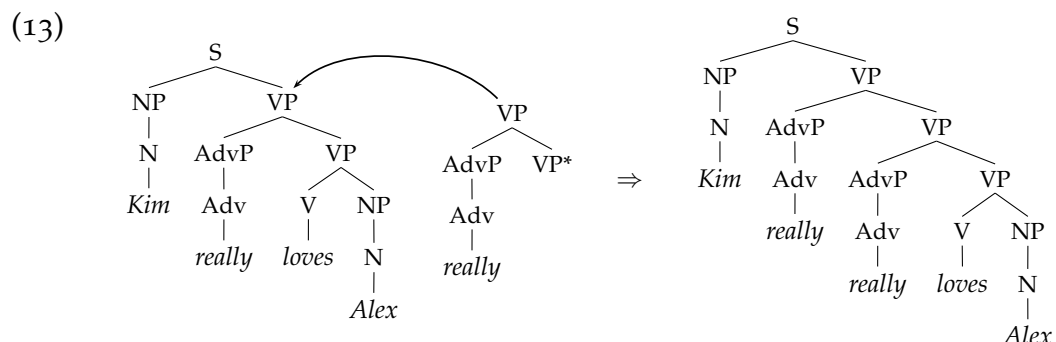 (13)
S
S
NP VP VP NP VP
N AdvP VP AdvP VP* N AdvP VP
Kim Adv V NP Adv ⇒ Kim Adv AdvP VP
really loves N really really Adv V NP
Alex really loves N
Alex